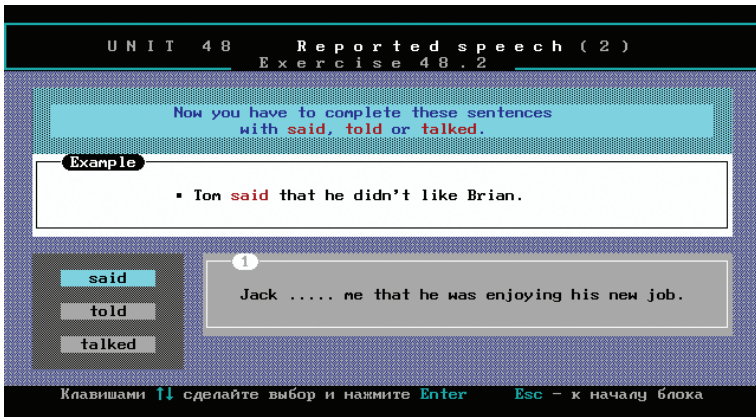 UNIT 48 Reported speech (2)
Exercise 48.2
Now you have to complete these sentences
with said, told or talked.
Example
▪ Tom said that he didn't like Brian.
said
told
talked
1
Jack ..... me that he was enjoying his new job.
Клавишами ↑↓ сделайте выбор и нажмите Enter Esc – к началу блока